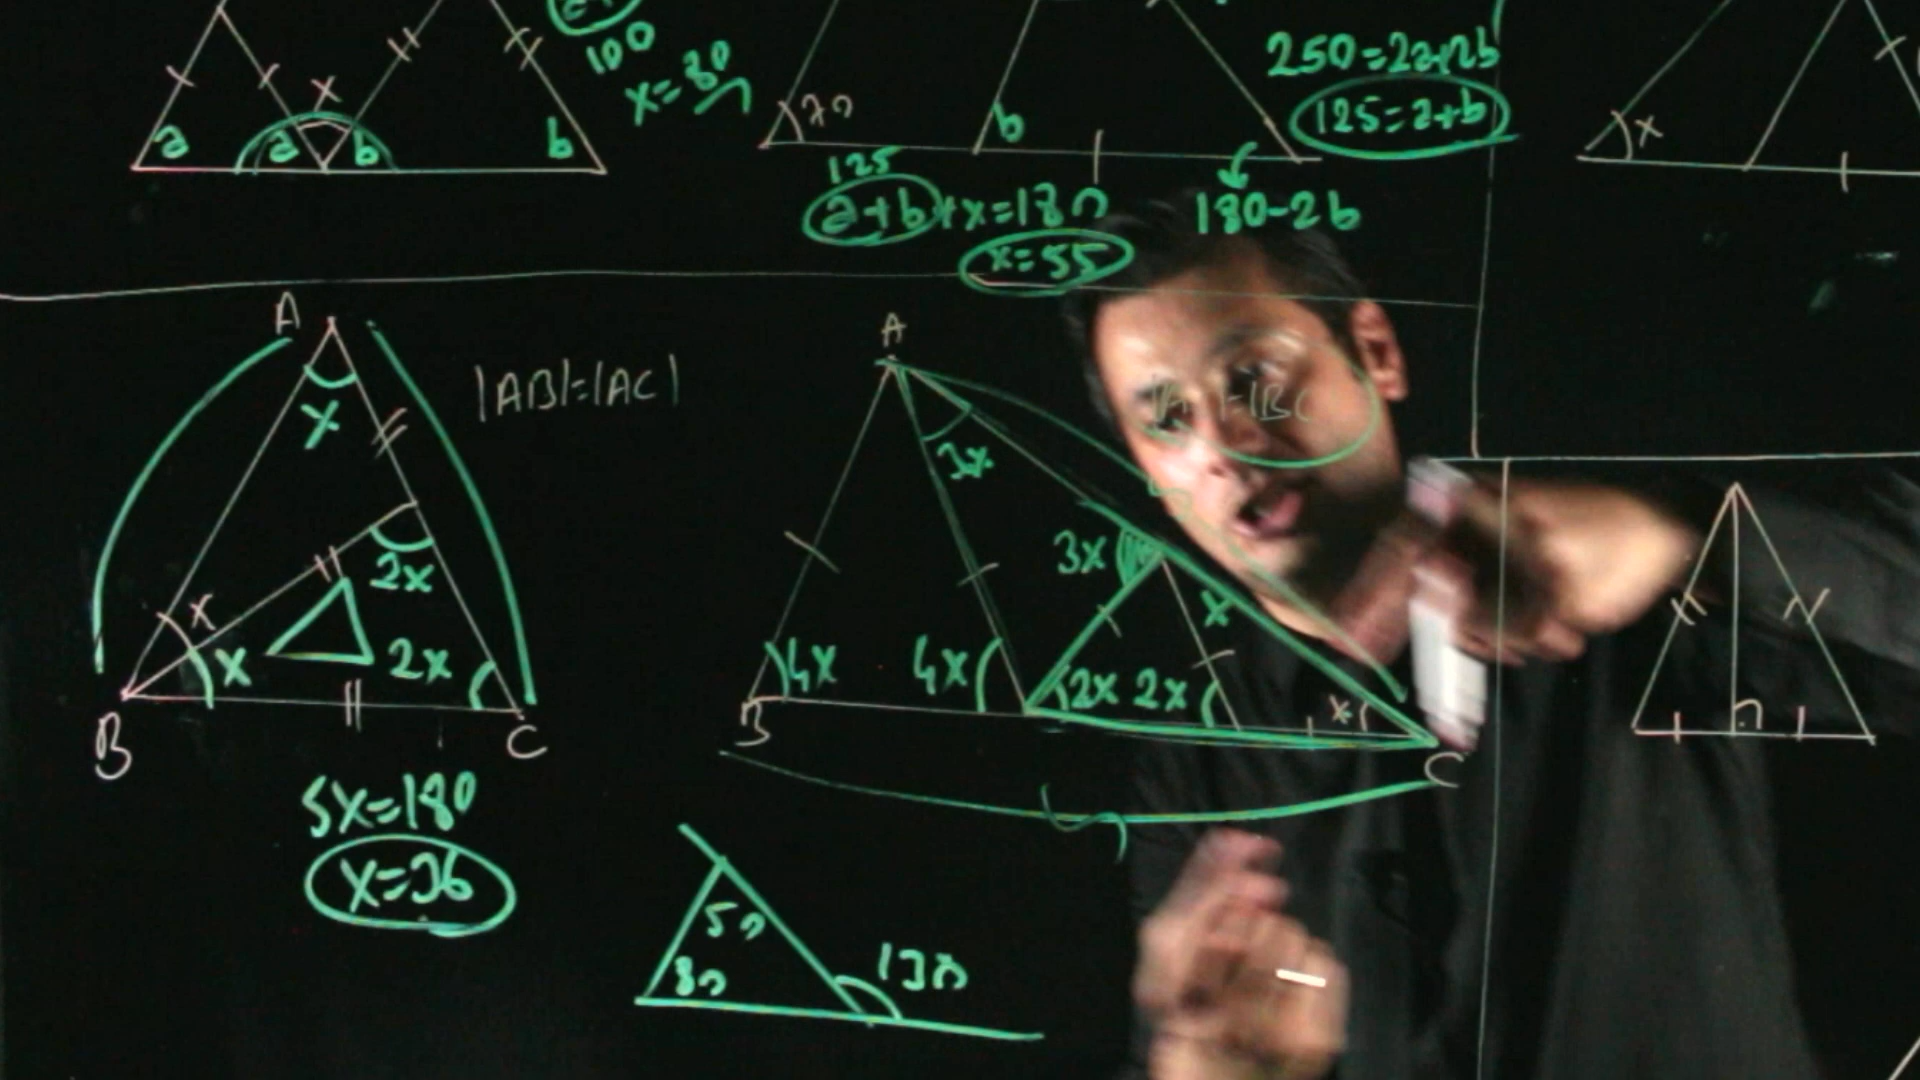 100
x=80
x
a
a
b
b
70
b
250=2a+2b
125=a+b
125
a+b+x=180
x=55
180-2b
x
A
x
|AB|=|AC|
x
2x
x
2x
B
C
5x=180
x=36
A
3x
3x
x
4x
4x
2x
2x
x
B
C
50
80
130